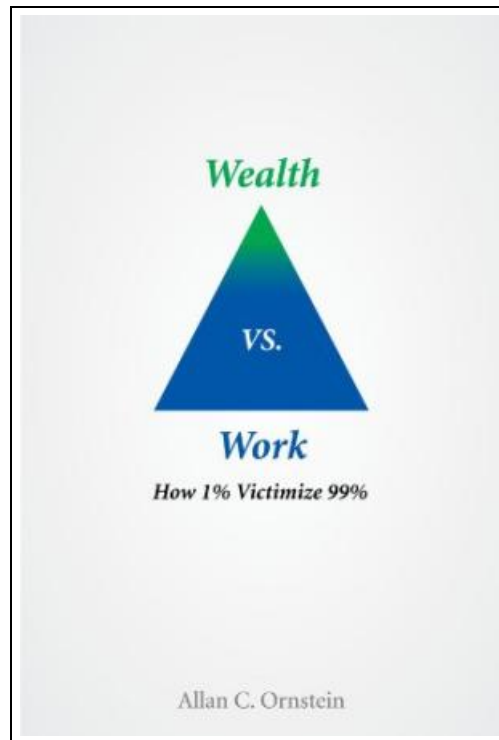 Wealth
VS.
Work
How 1% Victimize 99%
Allan C. Ornstein